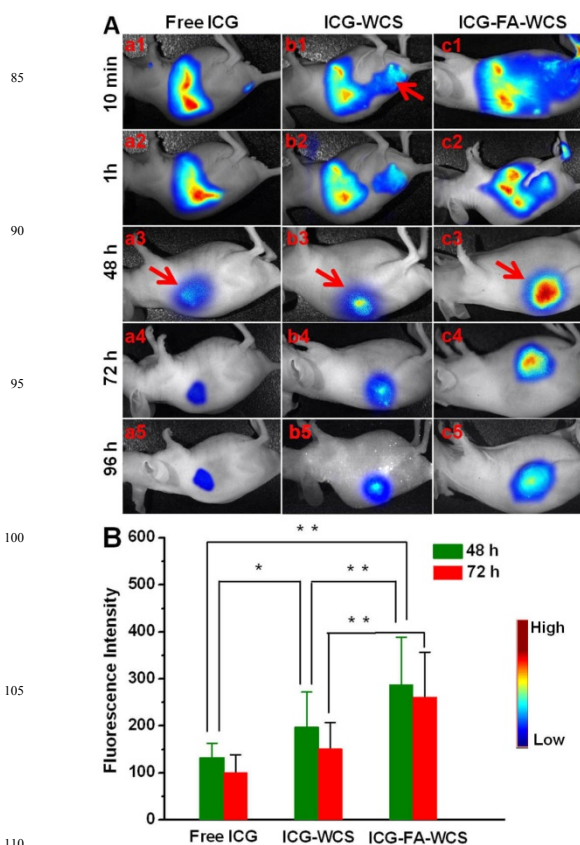 A Free ICG ICG-WCS ICG-FA-WCS
10 min a1 b1 c1
85
1h a2 b2 c2
90
48 h a3 b3 c3
72 h a4 b4 c4
95
96 h a5 b5 c5
100
B
Fluorescence Intensity
600
500
400
300
200
100
0
48 h
72 h
* *
* * *
* *
High
Low
105
Free ICG ICG-WCS ICG-FA-WCS
110